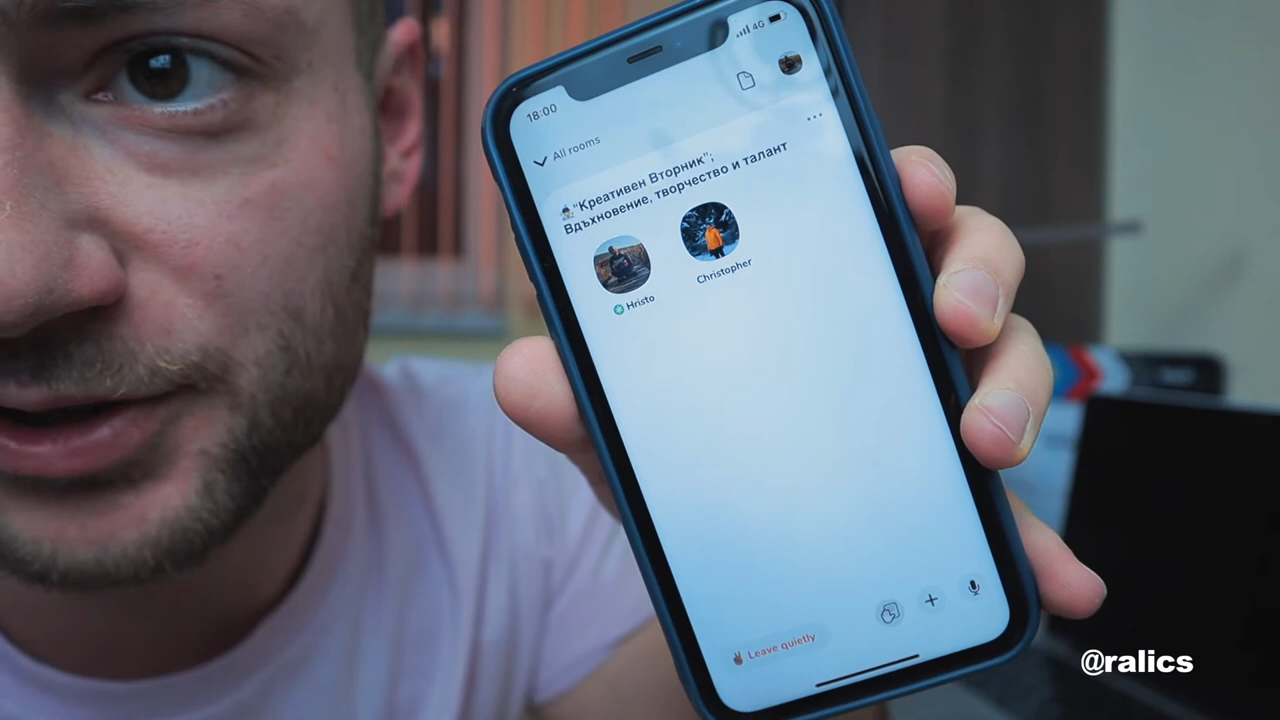 18:00
4G
All rooms
"Креативен Вторник";
Вдъхновение, творчество и талант
Hristo
Christopher
Leave quietly
@ralics